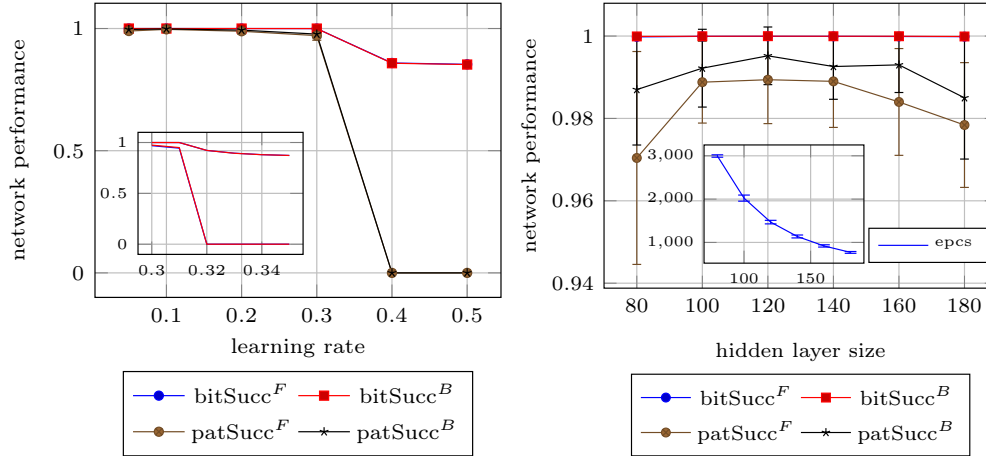 network performance
1
0.5
0
0.1
0.2
0.3
0.4
0.5
learning rate
1
0.5
0
0.3
0.32
0.34
bitSucc^F
bitSucc^B
patSucc^F
patSucc^B
network performance
1
0.98
0.96
0.94
80
100
120
140
160
180
hidden layer size
3,000
2,000
1,000
100
150
epcs
bitSucc^F
bitSucc^B
patSucc^F
patSucc^B